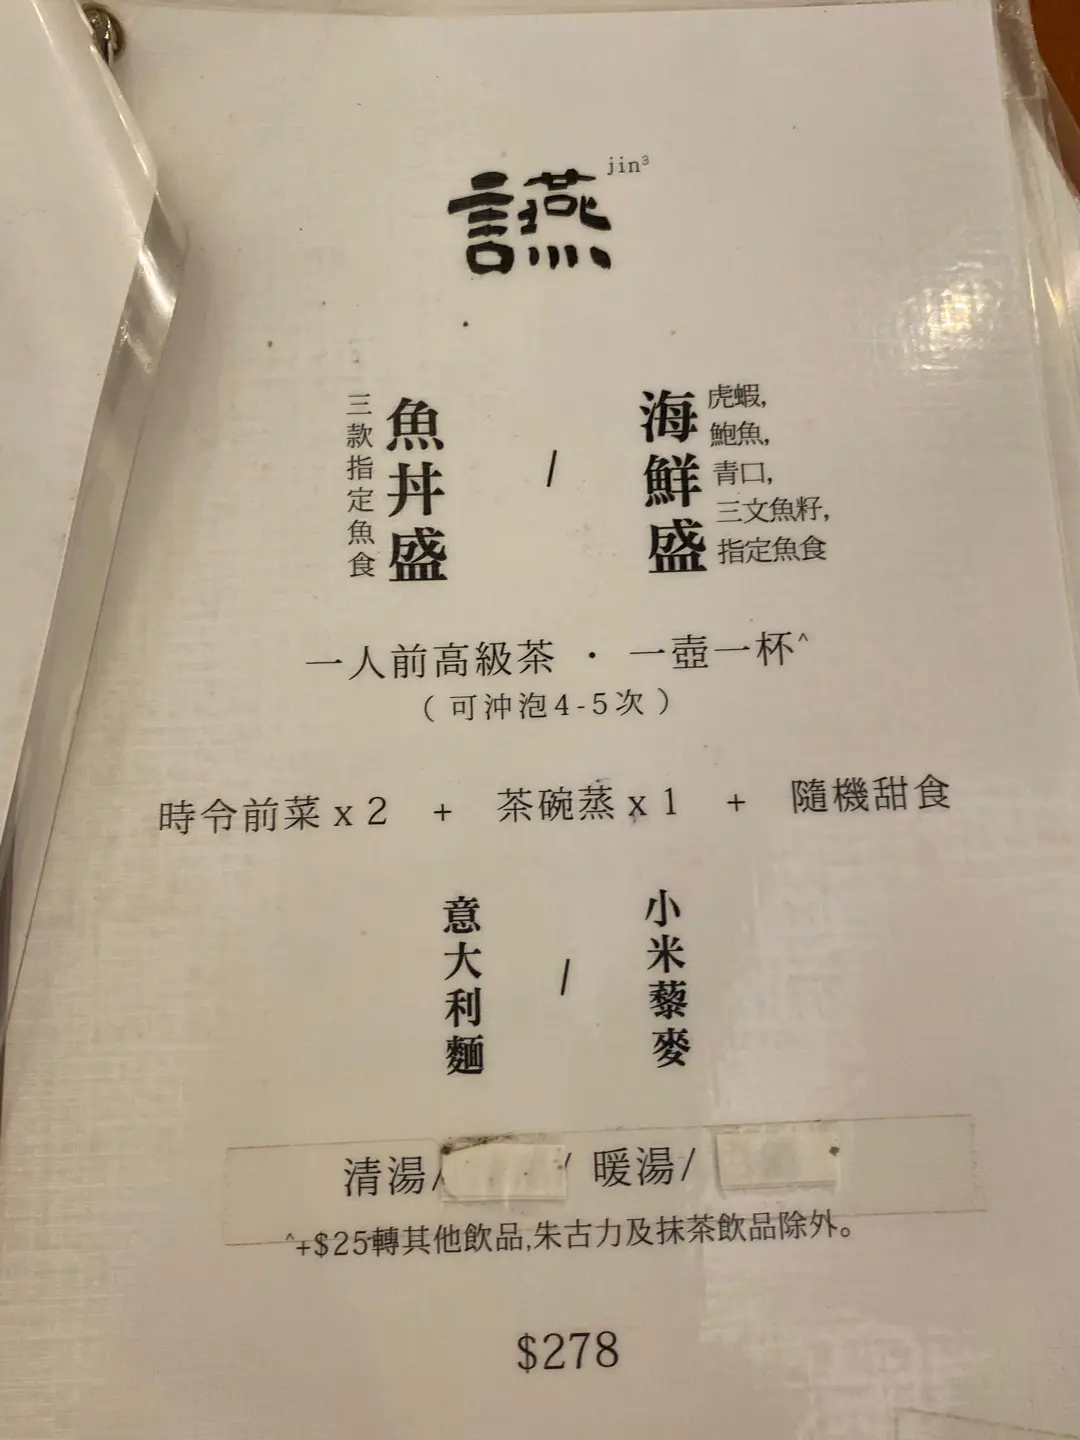 讌 jin³
魚丼盛
三款指定魚食
/
海鮮盛
虎蝦,
鮑魚,
青口,
三文魚籽,
指定魚食
一人前高級茶 · 一壺一杯^
(可沖泡4-5次)
時令前菜 x 2 + 茶碗蒸 x 1 + 隨機甜食
意大利麵 / 小米藜麥
清湯/ / 暖湯/
^+$25轉其他飲品,朱古力及抹茶飲品除外。
$278